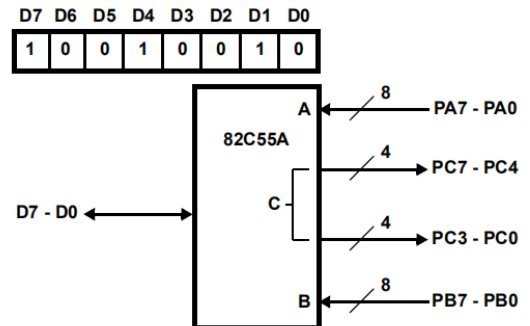 D7 D6 D5 D4 D3 D2 D1 D0
1 0 0 1 0 0 1 0
8
A PA7 - PA0
82C55A
4
PC7 - PC4
C
D7 - D0
4
PC3 - PC0
8
B PB7 - PB0